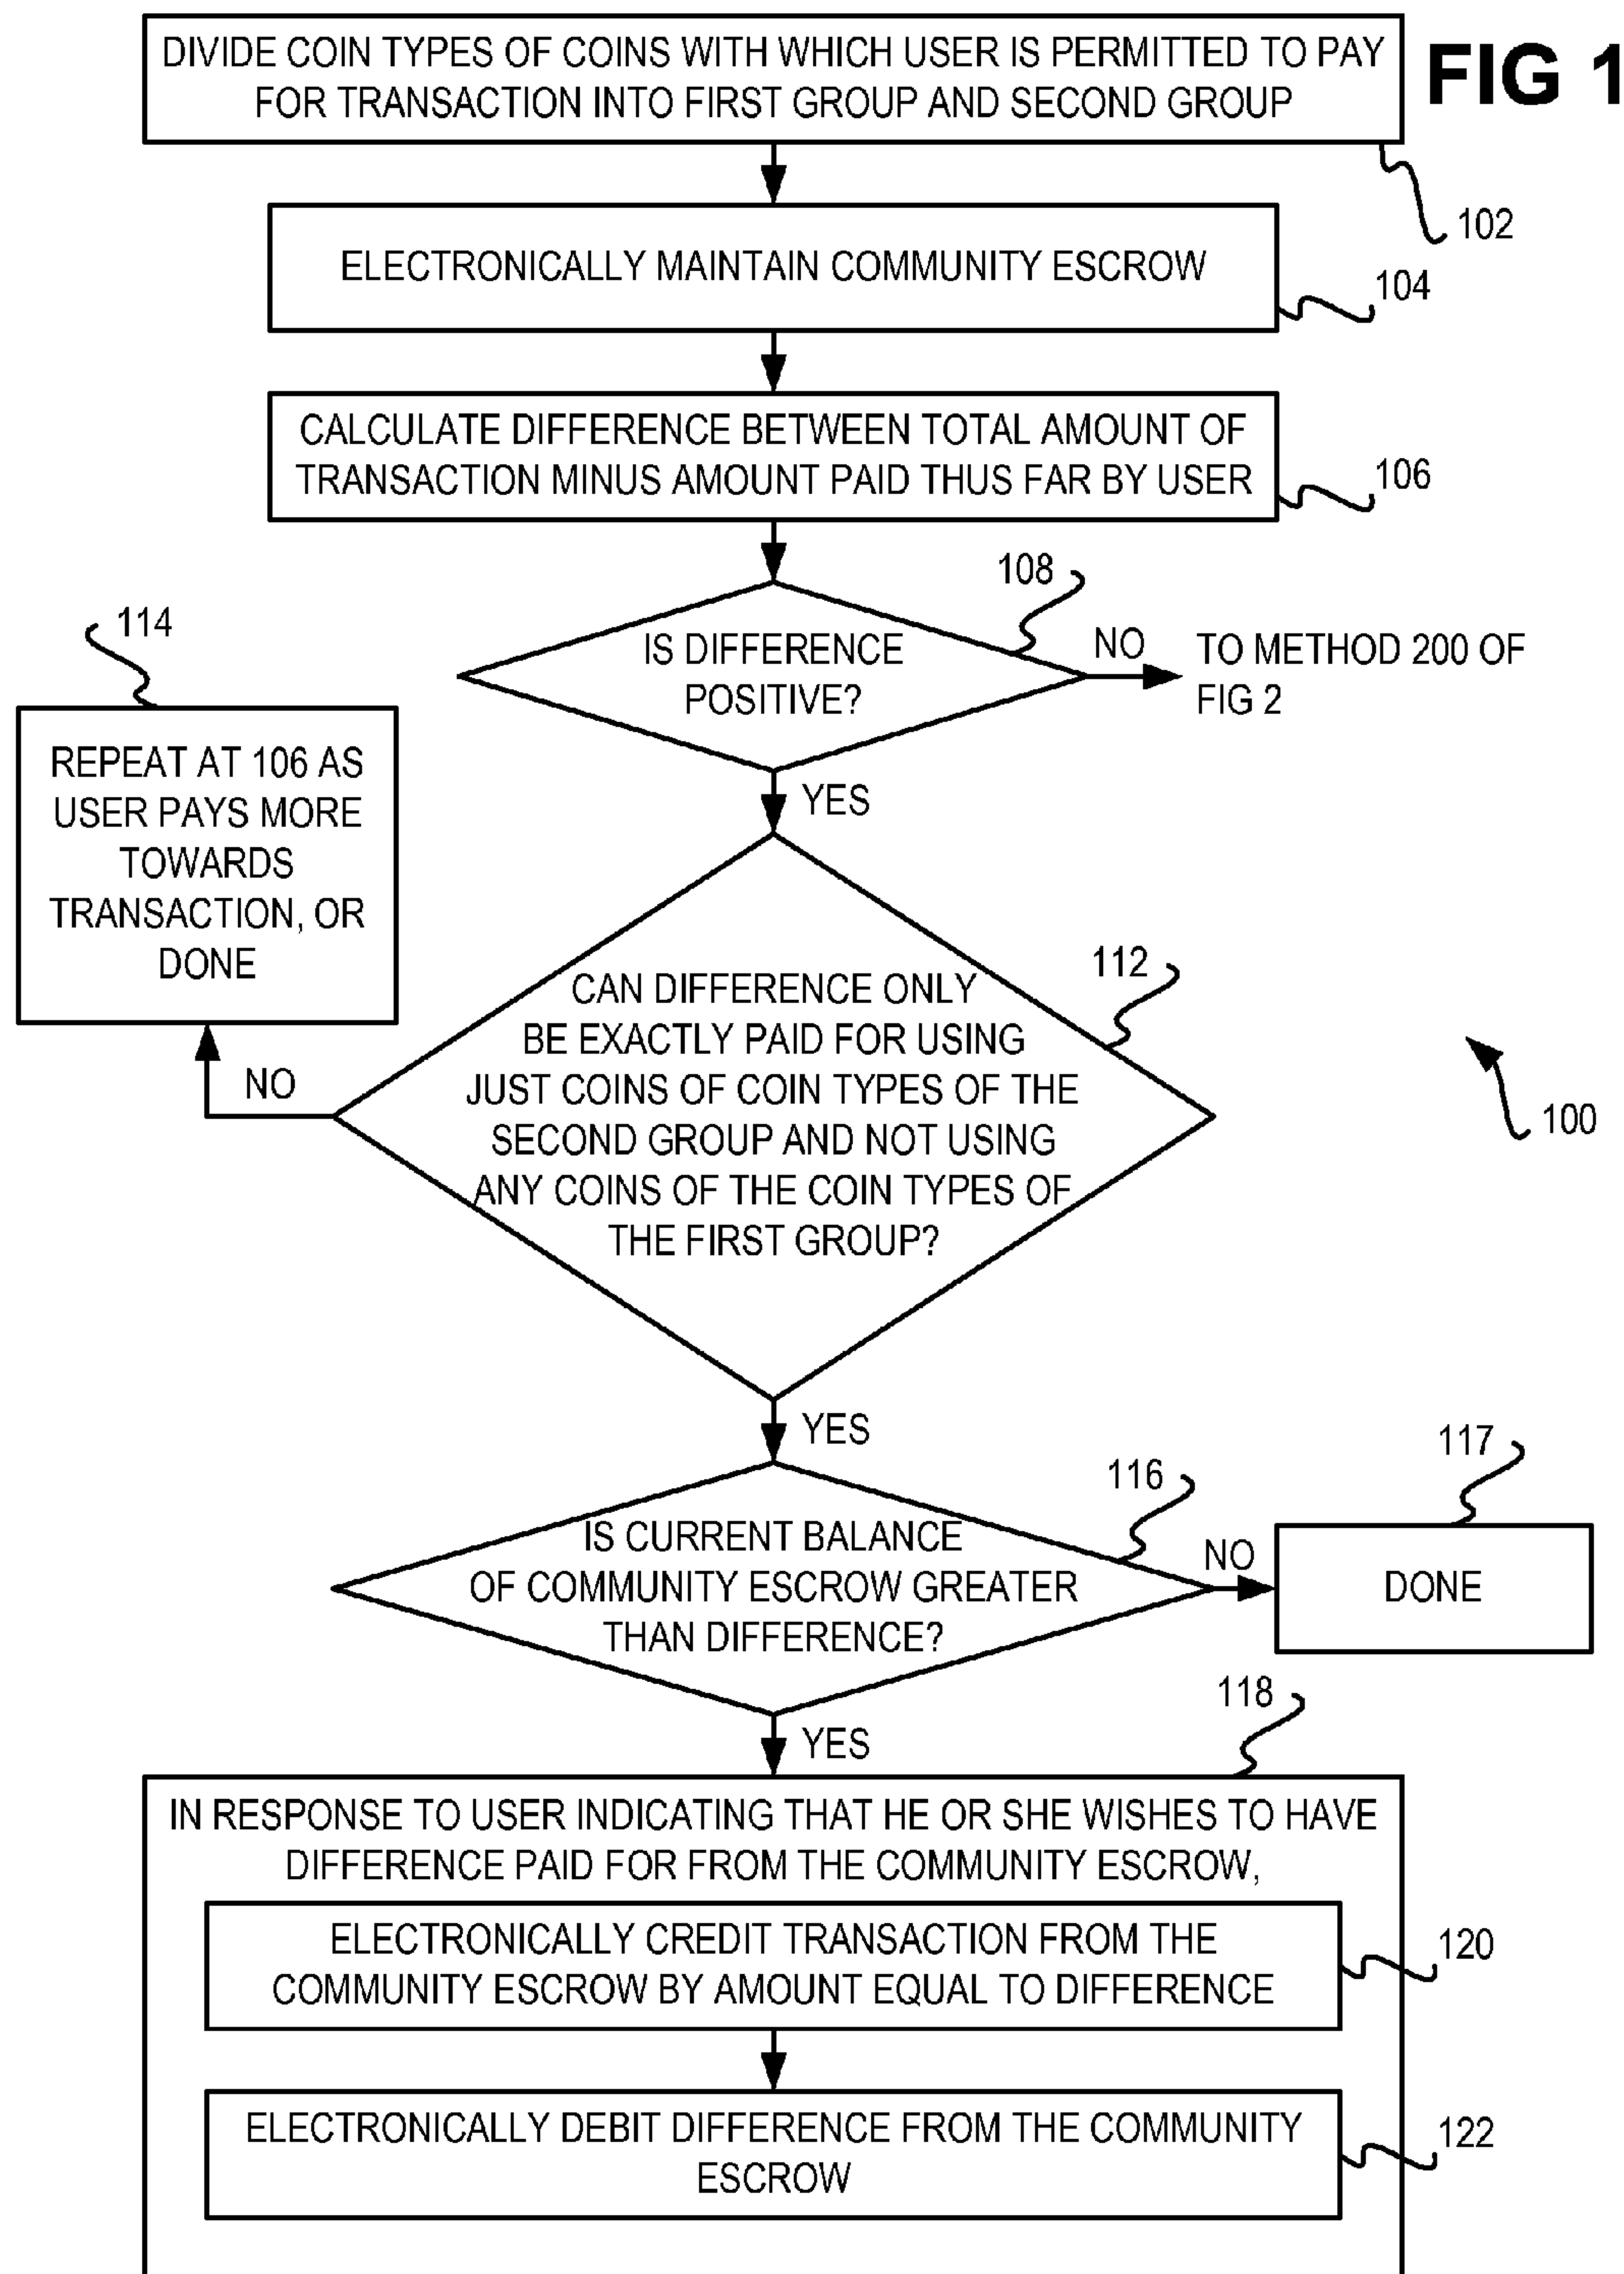 DIVIDE COIN TYPES OF COINS WITH WHICH USER IS PERMITTED TO PAY
FOR TRANSACTION INTO FIRST GROUP AND SECOND GROUP
FIG 1
102
ELECTRONICALLY MAINTAIN COMMUNITY ESCROW
104
CALCULATE DIFFERENCE BETWEEN TOTAL AMOUNT OF
TRANSACTION MINUS AMOUNT PAID THUS FAR BY USER
106
108
IS DIFFERENCE
POSITIVE?
NO
TO METHOD 200 OF
FIG 2
YES
114
REPEAT AT 106 AS
USER PAYS MORE
TOWARDS
TRANSACTION, OR
DONE
NO
112
CAN DIFFERENCE ONLY
BE EXACTLY PAID FOR USING
JUST COINS OF COIN TYPES OF THE
SECOND GROUP AND NOT USING
ANY COINS OF THE COIN TYPES OF
THE FIRST GROUP?
100
YES
116
IS CURRENT BALANCE
OF COMMUNITY ESCROW GREATER
THAN DIFFERENCE?
NO
117
DONE
YES
118
IN RESPONSE TO USER INDICATING THAT HE OR SHE WISHES TO HAVE
DIFFERENCE PAID FOR FROM THE COMMUNITY ESCROW,
ELECTRONICALLY CREDIT TRANSACTION FROM THE
COMMUNITY ESCROW BY AMOUNT EQUAL TO DIFFERENCE
120
ELECTRONICALLY DEBIT DIFFERENCE FROM THE COMMUNITY
ESCROW
122